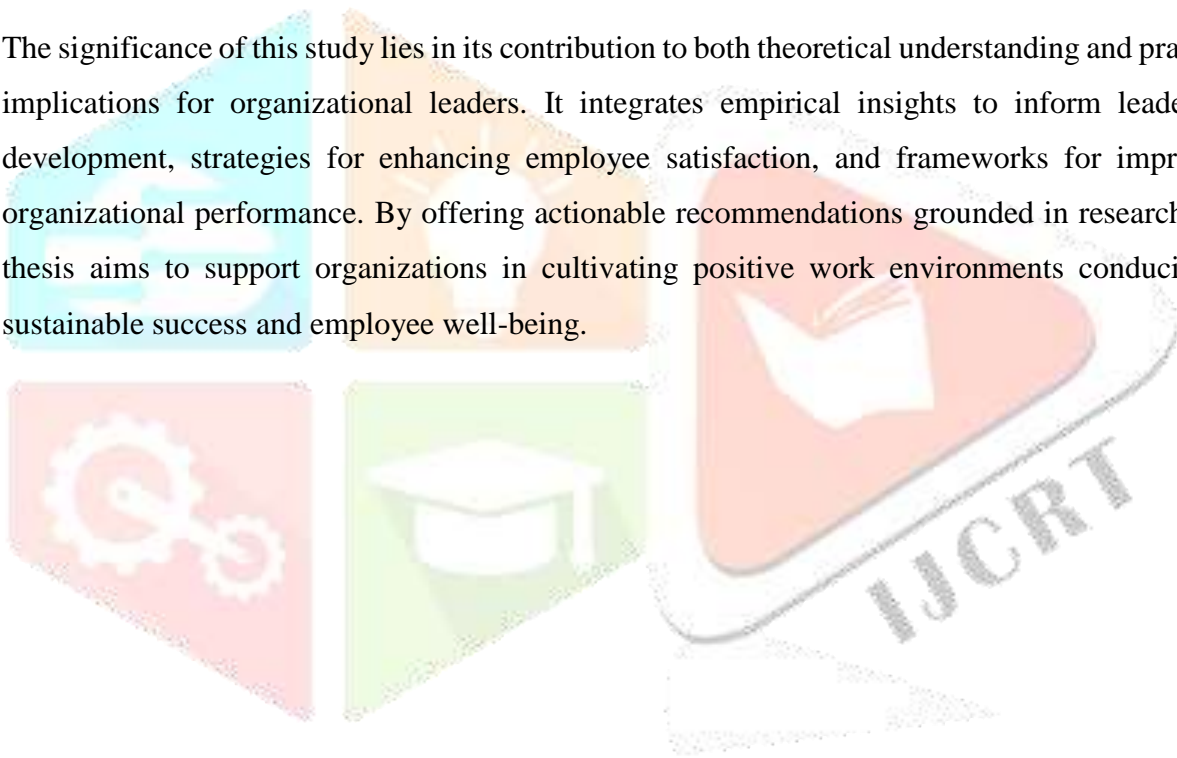 The significance of this study lies in its contribution to both theoretical understanding and pra
implications for organizational leaders. It integrates empirical insights to inform leade
development, strategies for enhancing employee satisfaction, and frameworks for impr
organizational performance. By offering actionable recommendations grounded in research
thesis aims to support organizations in cultivating positive work environments conduci
sustainable success and employee well-being.
IJCRT